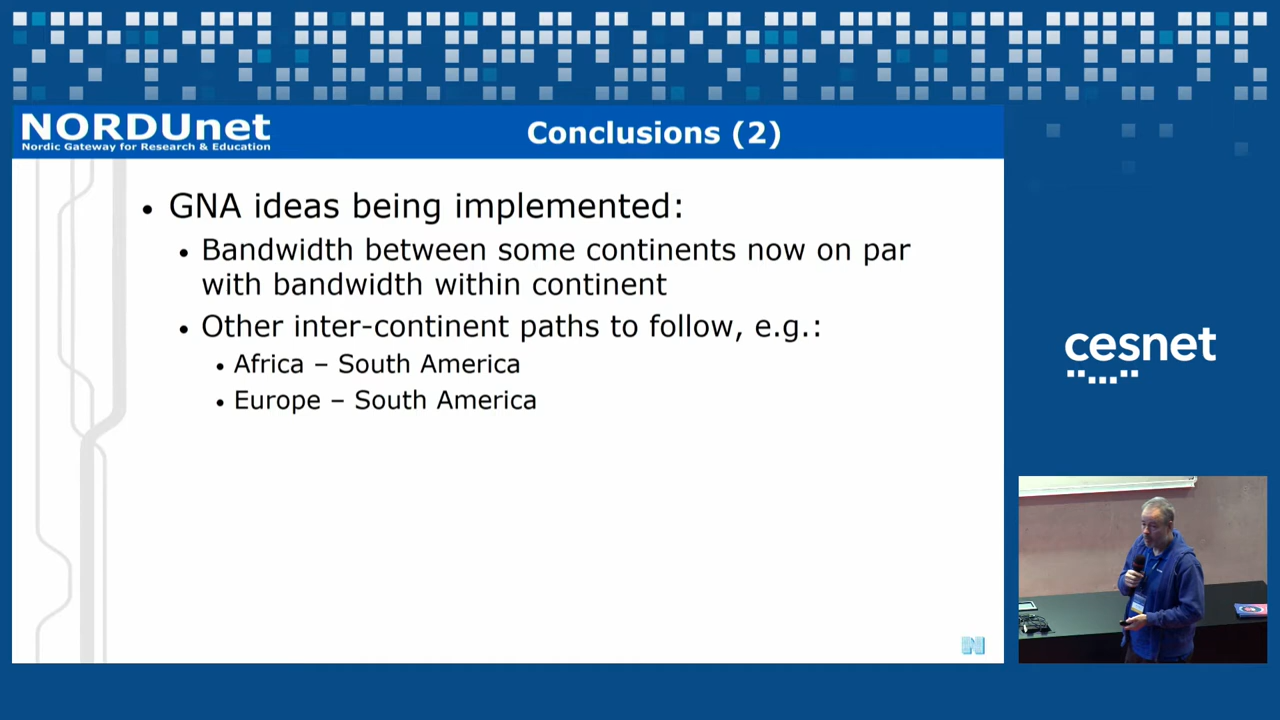 NORDUnet
Nordic Gateway for Research & Education
Conclusions (2)
• GNA ideas being implemented:
• Bandwidth between some continents now on par
with bandwidth within continent
• Other inter-continent paths to follow, e.g.:
• Africa – South America
• Europe – South America
cesnet
N